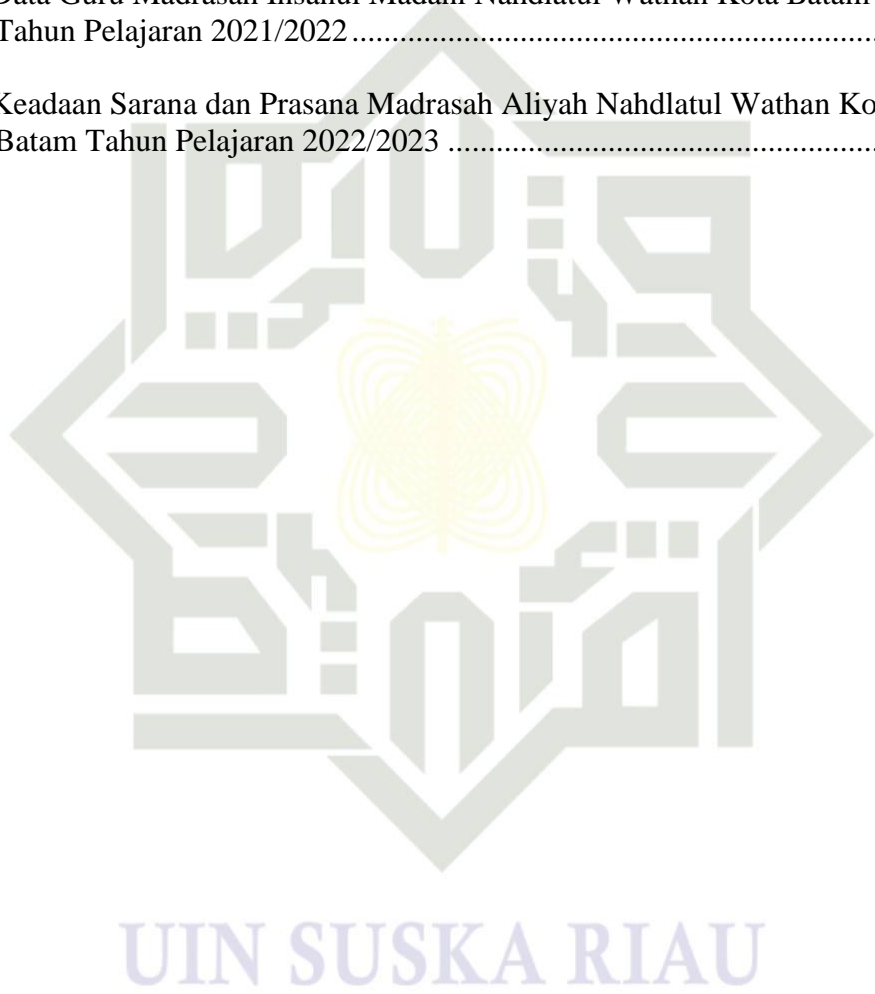 Data Guru Madrasah Insanul Madani Nahdlatul Wathan Kota Batam
Tahun Pelajaran 2021/2022 ....................................................................
Keadaan Sarana dan Prasana Madrasah Aliyah Nahdlatul Wathan Ko
Batam Tahun Pelajaran 2022/2023 ......................................................
UIN SUSKA RIAU